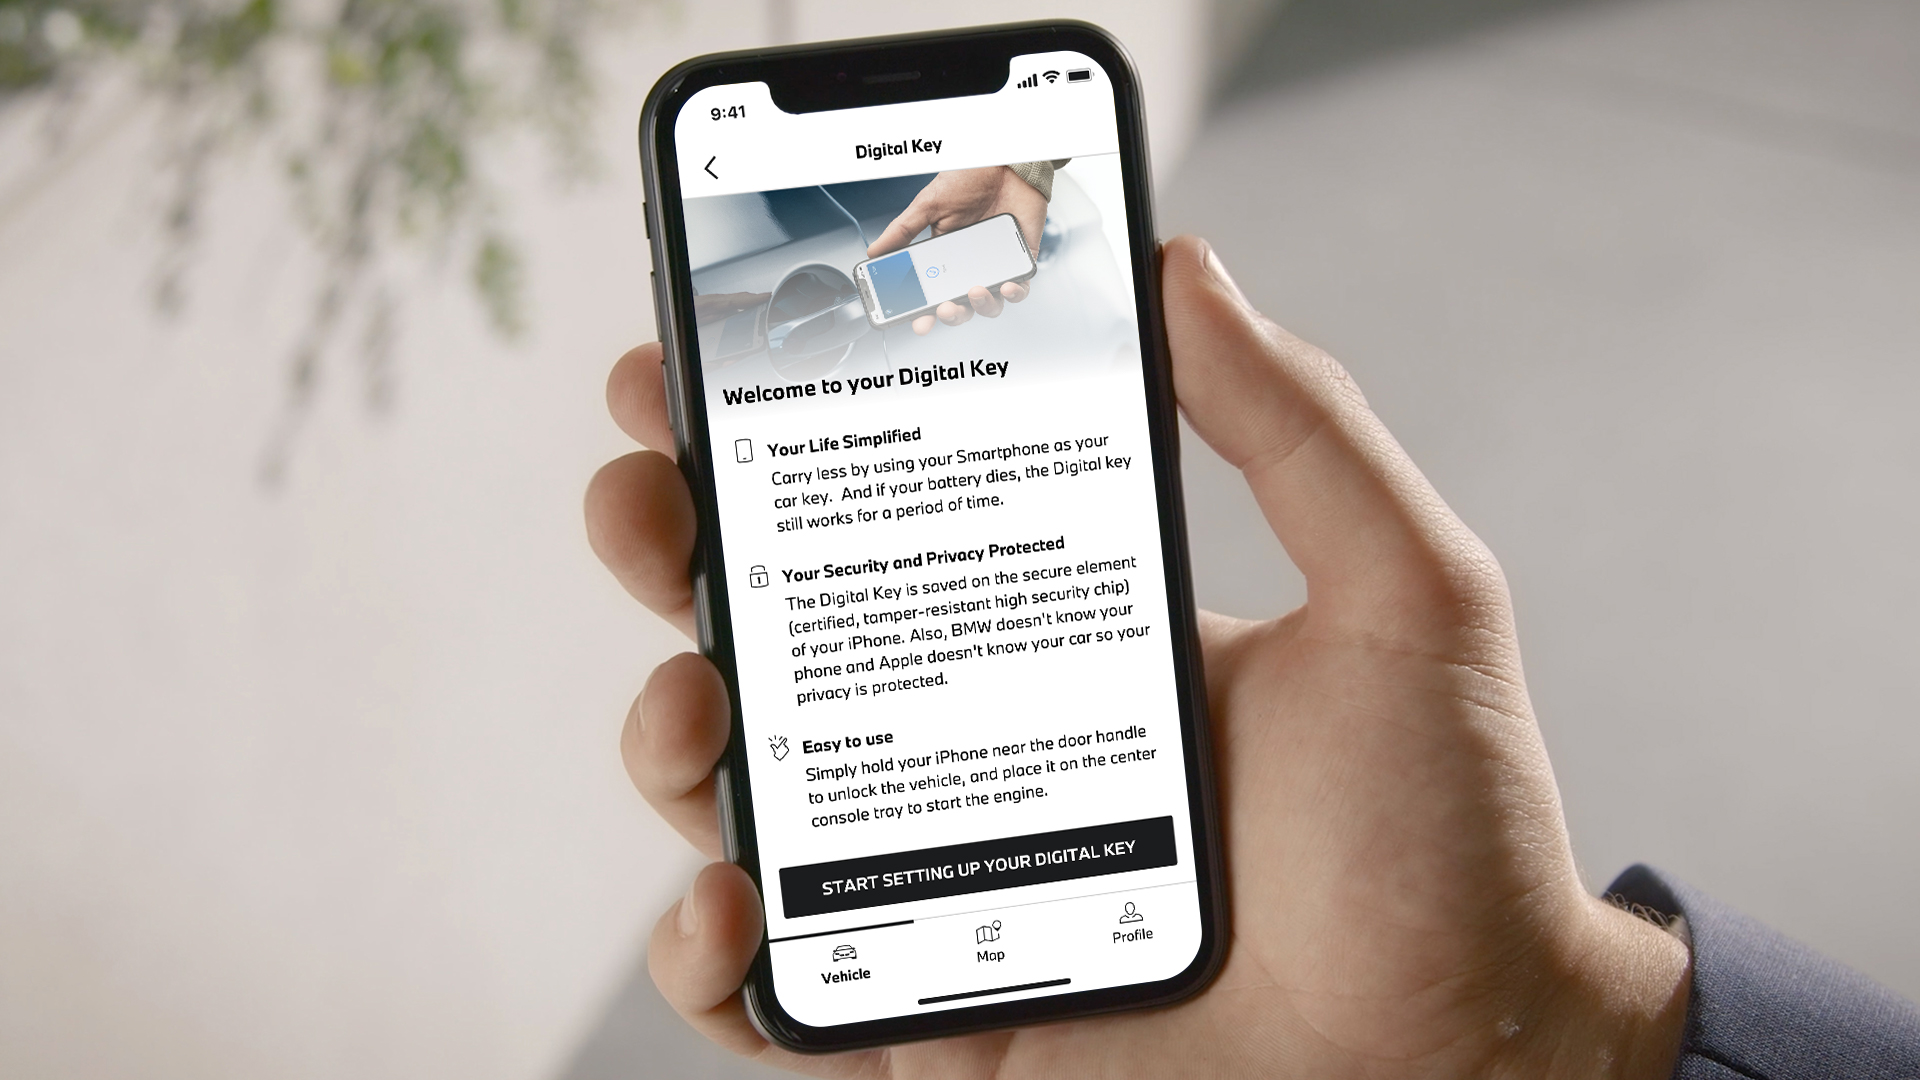 9:41
Digital Key
Welcome to your Digital Key
Your Life Simplified
Carry less by using your Smartphone as your
car key. And if your battery dies, the Digital key
still works for a period of time.
Your Security and Privacy Protected
The Digital Key is saved on the secure element
(certified, tamper-resistant high security chip)
of your iPhone. Also, BMW doesn't know your
phone and Apple doesn't know your car so your
privacy is protected.
Easy to use
Simply hold your iPhone near the door handle
to unlock the vehicle, and place it on the center
console tray to start the engine.
START SETTING UP YOUR DIGITAL KEY
Vehicle
Map
Profile